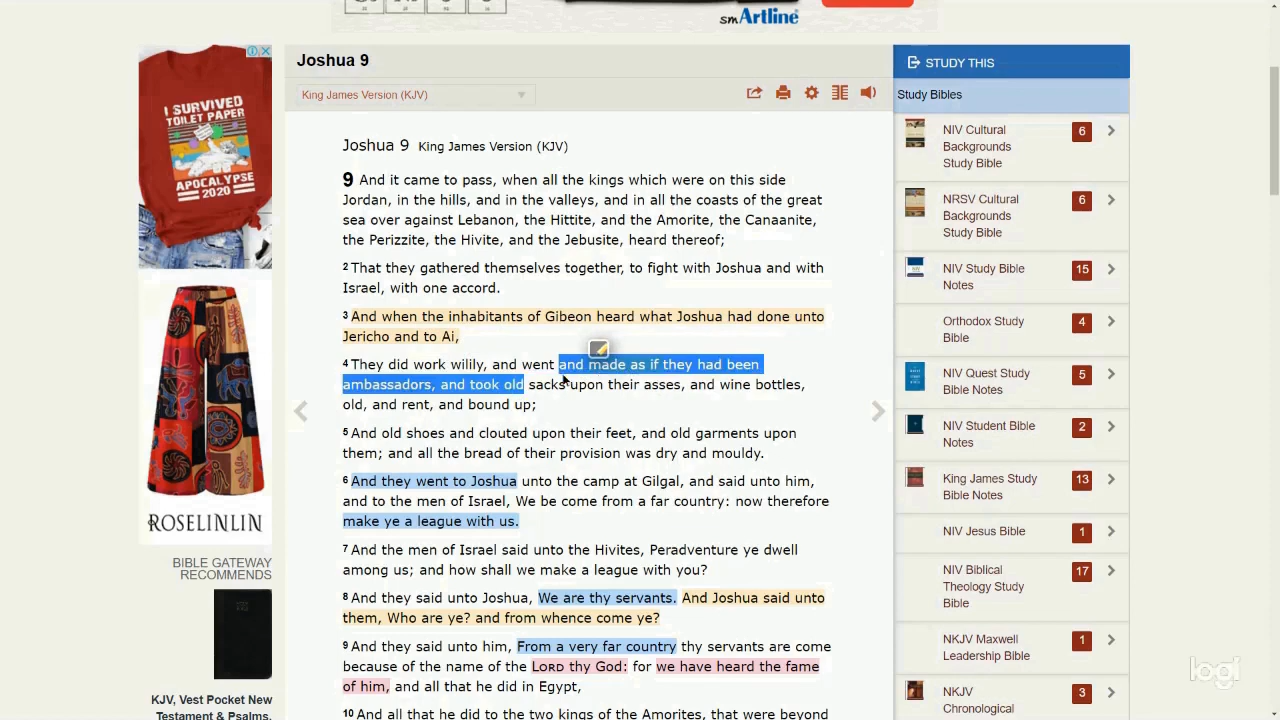 smArtline
I SURVIVED
TOILET PAPER
APOCALYPSE
2020
ROSELINLIN
BIBLE GATEWAY
RECOMMENDS
KJV, Vest Pocket New
Testament & Psalms,
Joshua 9
King James Version (KJV)
Joshua 9 King James Version (KJV)
9 And it came to pass, when all the kings which were on this side
Jordan, in the hills, and in the valleys, and in all the coasts of the great
sea over against Lebanon, the Hittite, and the Amorite, the Canaanite,
the Perizzite, the Hivite, and the Jebusite, heard thereof;
2 That they gathered themselves together, to fight with Joshua and with
Israel, with one accord.
3 And when the inhabitants of Gibeon heard what Joshua had done unto
Jericho and to Ai,
4 They did work wilily, and went and made as if they had been
ambassadors, and took old sacks upon their asses, and wine bottles,
old, and rent, and bound up;
5 And old shoes and clouted upon their feet, and old garments upon
them; and all the bread of their provision was dry and mouldy.
6 And they went to Joshua unto the camp at Gilgal, and said unto him,
and to the men of Israel, We be come from a far country: now therefore
make ye a league with us.
7 And the men of Israel said unto the Hivites, Peradventure ye dwell
among us; and how shall we make a league with you?
8 And they said unto Joshua, We are thy servants. And Joshua said unto
them, Who are ye? and from whence come ye?
9 And they said unto him, From a very far country thy servants are come
because of the name of the LORD thy God: for we have heard the fame
of him, and all that he did in Egypt,
10 And all that he did to the two kings of the Amorites, that were beyond
STUDY THIS
Study Bibles
NIV Cultural
Backgrounds
Study Bible
6
NRSV Cultural
Backgrounds
Study Bible
6
NIV Study Bible
Notes
15
Orthodox Study
Bible
4
NIV Quest Study
Bible Notes
5
NIV Student Bible
Notes
2
King James Study
Bible Notes
13
NIV Jesus Bible
1
NIV Biblical
Theology Study
Bible
17
NKJV Maxwell
Leadership Bible
1
NKJV
Chronological
3
logi